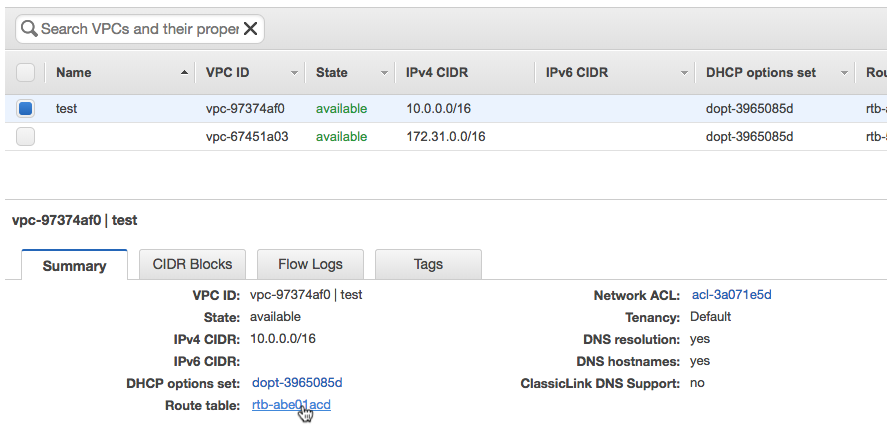 Search VPCs and their proper
Name VPC ID State IPv4 CIDR IPv6 CIDR DHCP options set Rou
test vpc-97374af0 available 10.0.0.0/16 dopt-3965085d rtb-a
vpc-67451a03 available 172.31.0.0/16 dopt-3965085d rtb-5
vpc-97374af0 | test
Summary CIDR Blocks Flow Logs Tags
VPC ID: vpc-97374af0 | test Network ACL: acl-3a071e5d
State: available Tenancy: Default
IPv4 CIDR: 10.0.0.0/16 DNS resolution: yes
IPv6 CIDR: DNS hostnames: yes
DHCP options set: dopt-3965085d ClassicLink DNS Support: no
Route table: rtb-abe01acd